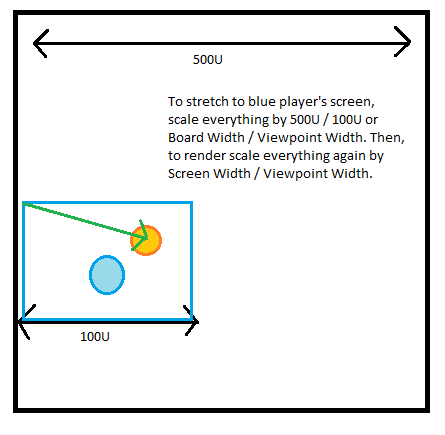 500U
To stretch to blue player's screen,
scale everything by 500U / 100U or
Board Width / Viewpoint Width. Then,
to render scale everything again by
Screen Width / Viewpoint Width.
100U